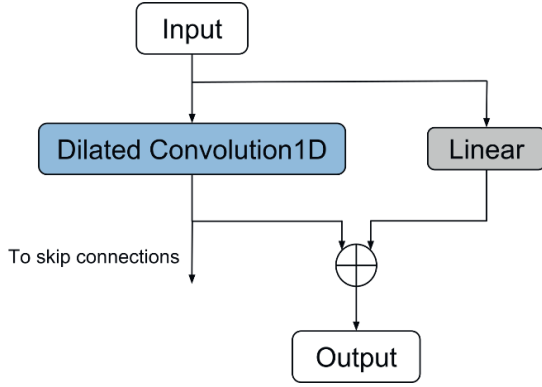 Input
Dilated Convolution1D
Linear
To skip connections
Output